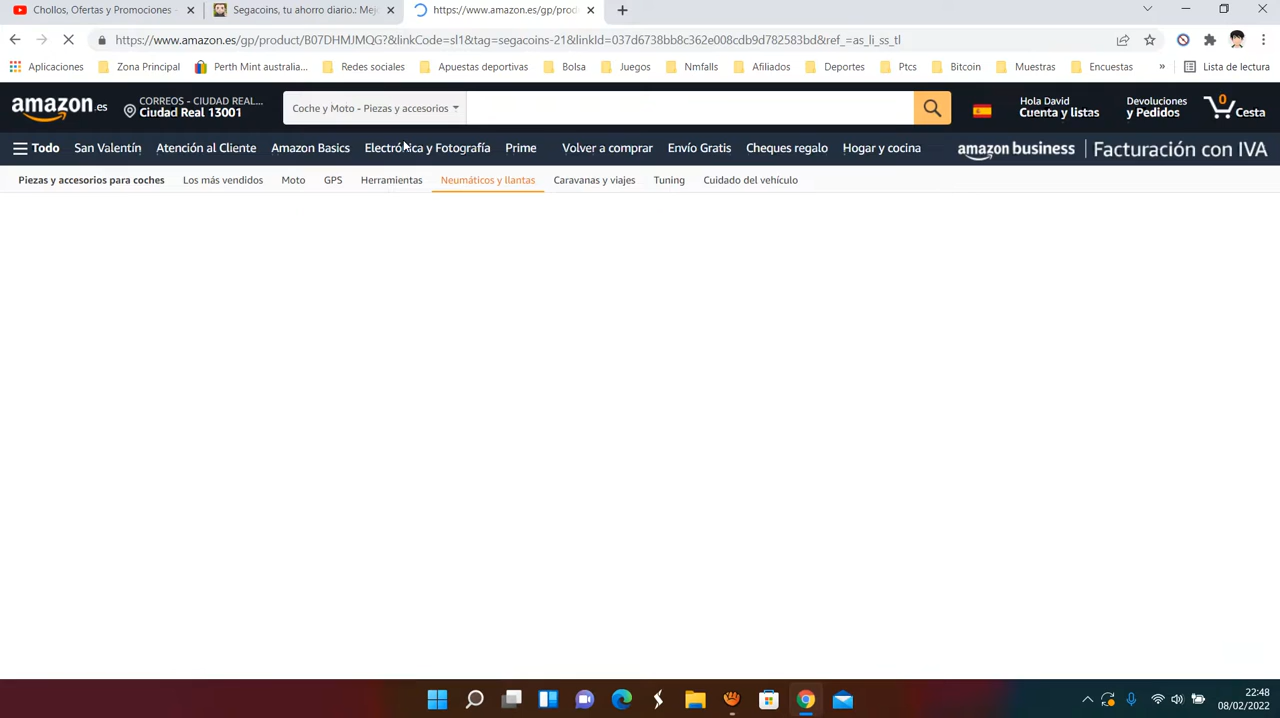 Chollos, Ofertas y Promociones
Segacoins, tu ahorro diario.: Mej
https://www.amazon.es/gp/prod
https://www.amazon.es/gp/product/B07DHMJMQG?&linkCode=sl1&tag=segacoins-21&linkId=037d6738bb8c362e008cdb9d782583bd&ref_=as_li_ss_tl
Aplicaciones Zona Principal Perth Mint australia... Redes sociales Apuestas deportivas Bolsa Juegos Nmfalls Afiliados Deportes Ptcs Bitcoin Muestras Encuestas » Lista de lectura
amazon.es
CORREOS - CIUDAD REAL...
Ciudad Real 13001
Coche y Moto - Piezas y accesorios
Hola David
Cuenta y listas
Devoluciones
y Pedidos
0
Cesta
Todo San Valentín Atención al Cliente Amazon Basics Electrónica y Fotografía Prime Volver a comprar Envío Gratis Cheques regalo Hogar y cocina amazon business | Facturación con IVA
Piezas y accesorios para coches Los más vendidos Moto GPS Herramientas Neumáticos y llantas Caravanas y viajes Tuning Cuidado del vehículo
22:48
08/02/2022